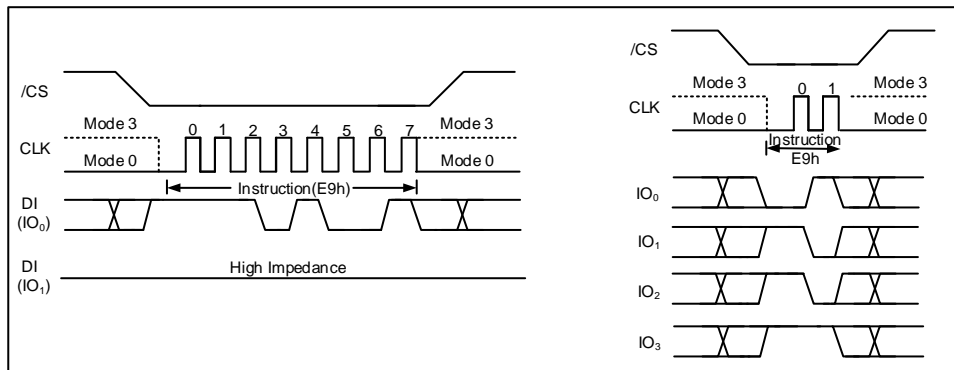 /CS
Mode 3
0 1 2 3 4 5 6 7
Mode 3
CLK
Mode 0
Mode 0
Instruction(E9h)
DI
(IO0)
High Impedance
DI
(IO1)
/CS
Mode 3
0 1
Mode 3
CLK
Mode 0
Mode 0
Instruction
E9h
IO0
IO1
IO2
IO3